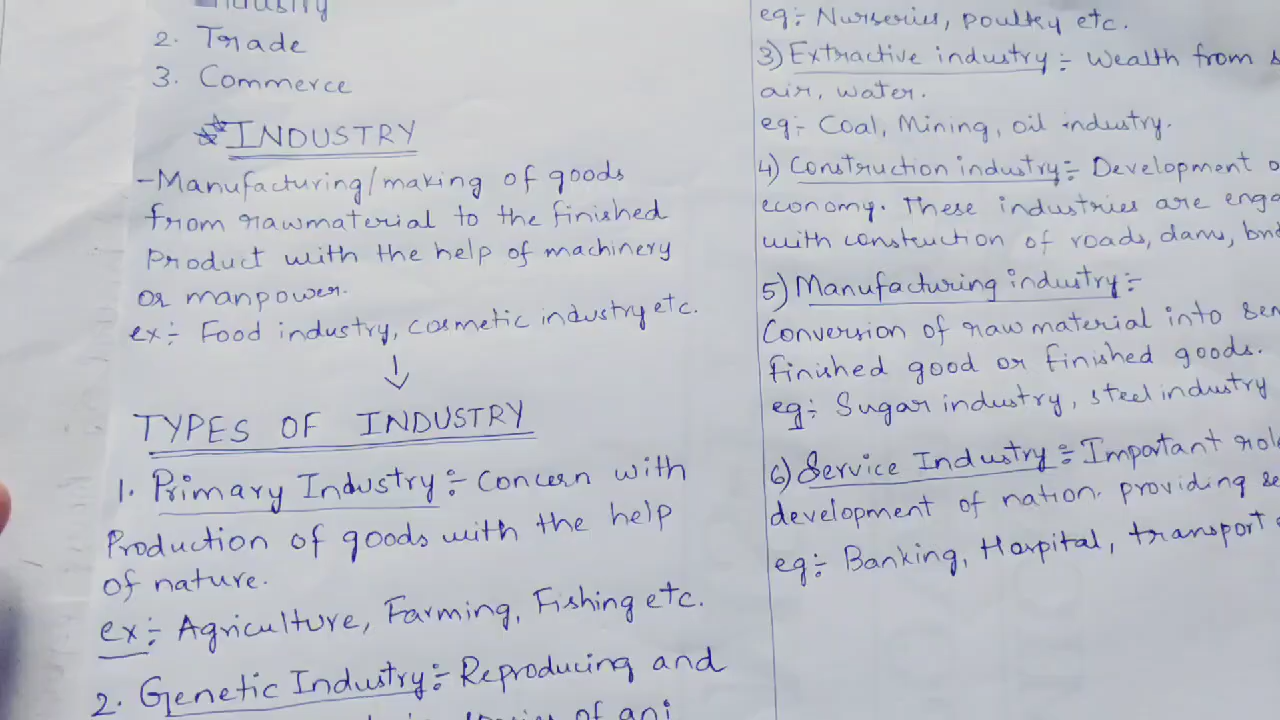 Industry
2. Trade
3. Commerce
INDUSTRY
-Manufacturing/making of goods
from rawmaterial to the finished
Product with the help of machinery
or manpower.
ex:- Food industry, cosmetic industry etc.
TYPES OF INDUSTRY
1. Primary Industry:- Concern with
Production of goods with the help
of nature.
ex:- Agriculture, Farming, Fishing etc.
2. Genetic Industry:- Reproducing and
of ani
eg:- Nurseries, poultry etc.
3) Extractive industry:- Wealth from
air, water.
eg:- Coal, Mining, oil industry.
4) Construction industry:- Development
economy. These industries are enga
with construction of roads, dams,
5) Manufacturing industry:-
Conversion of raw material into
finished good or finished goods.
eg:- Sugar industry, steel industry
6) Service Industry:- Important
development of nation. providing
eg:- Banking, Hospital, transport